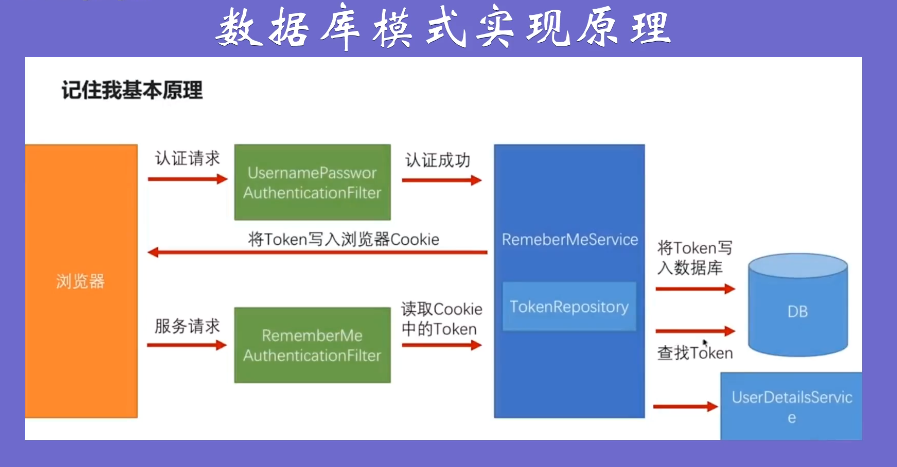 数据库模式实现原理
记住我基本原理
认证请求
UsernamePasswor
AuthenticationFilter
认证成功
将Token写入浏览器Cookie
浏览器
RemeberMeService
TokenRepository
将Token写
入数据库
DB
查找Token
服务请求
RememberMe
AuthenticationFilter
读取Cookie
中的Token
UserDetailsServic
e